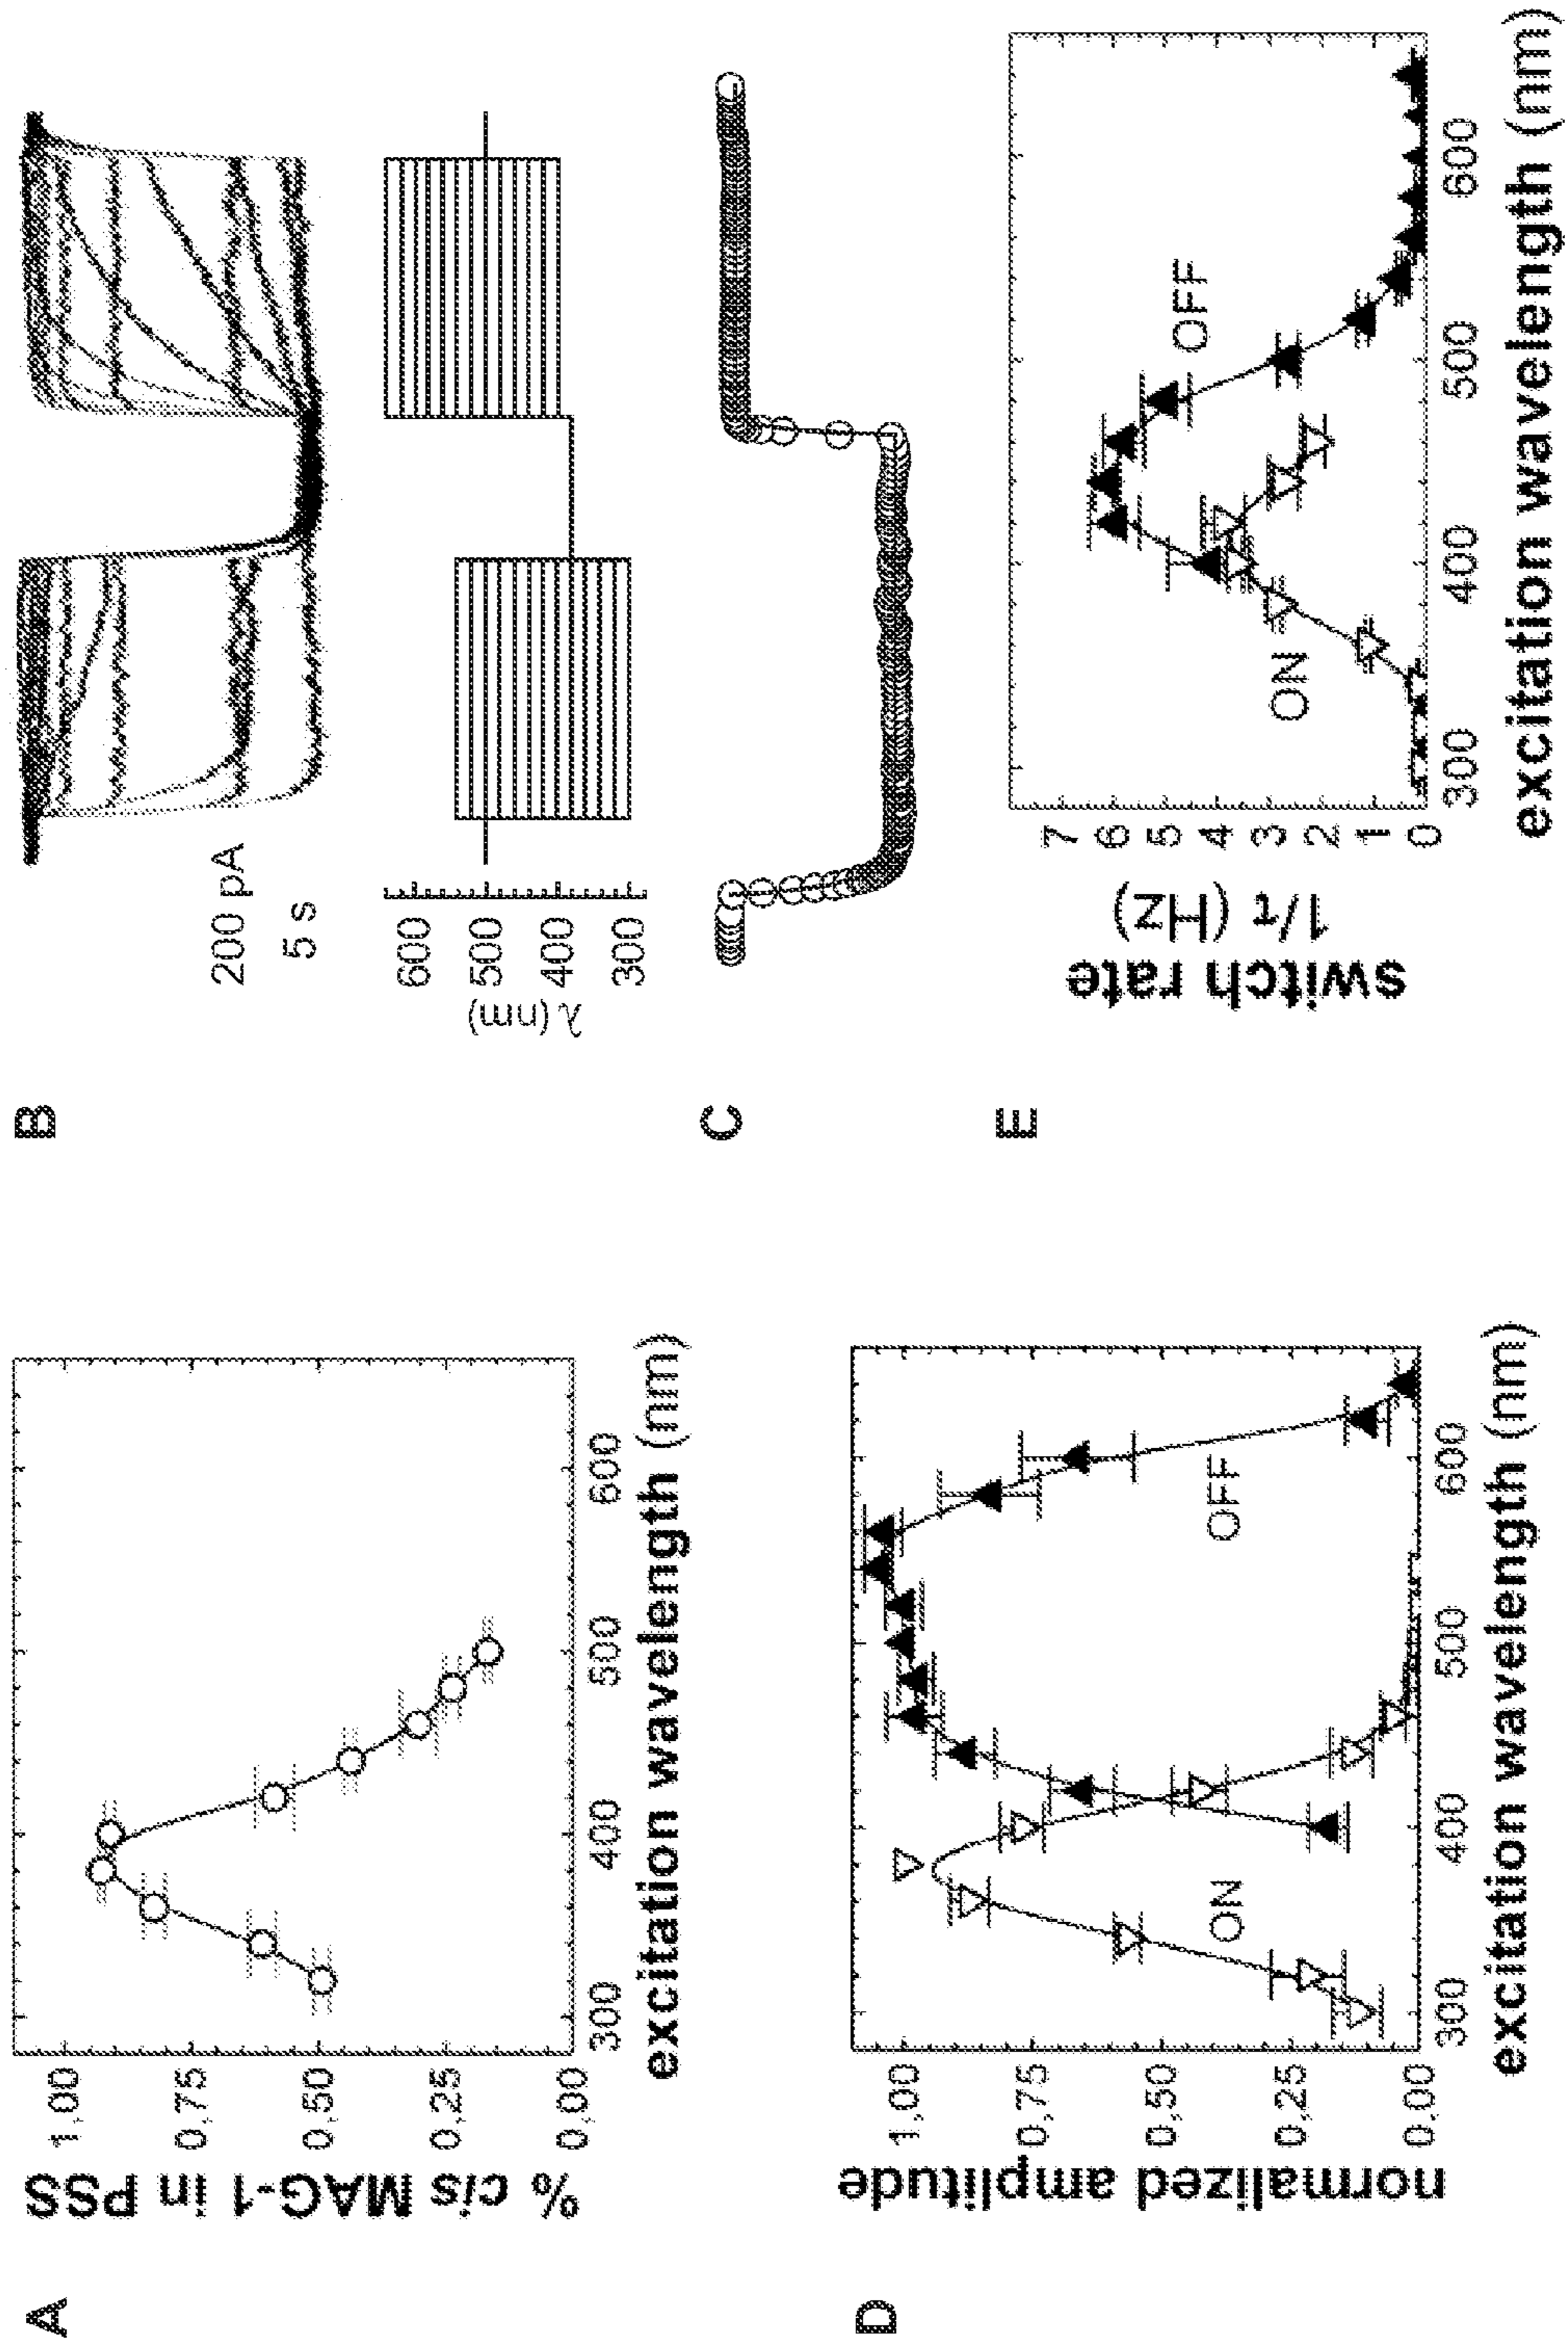 A
% cis MAG-1 in PSS
1,00
0,75
0,50
0,25
0,00
300 400 500 600
excitation wavelength (nm)
B
200 pA
5 s
λ (nm)
600
500
400
300
C
D
normalized amplitude
1,00
0,75
0,50
0,25
0,00
ON
OFF
300 400 500 600
excitation wavelength (nm)
E
switch rate
1/τ (Hz)
7
6
5
4
3
2
1
0
ON
OFF
300 400 500 600
excitation wavelength (nm)